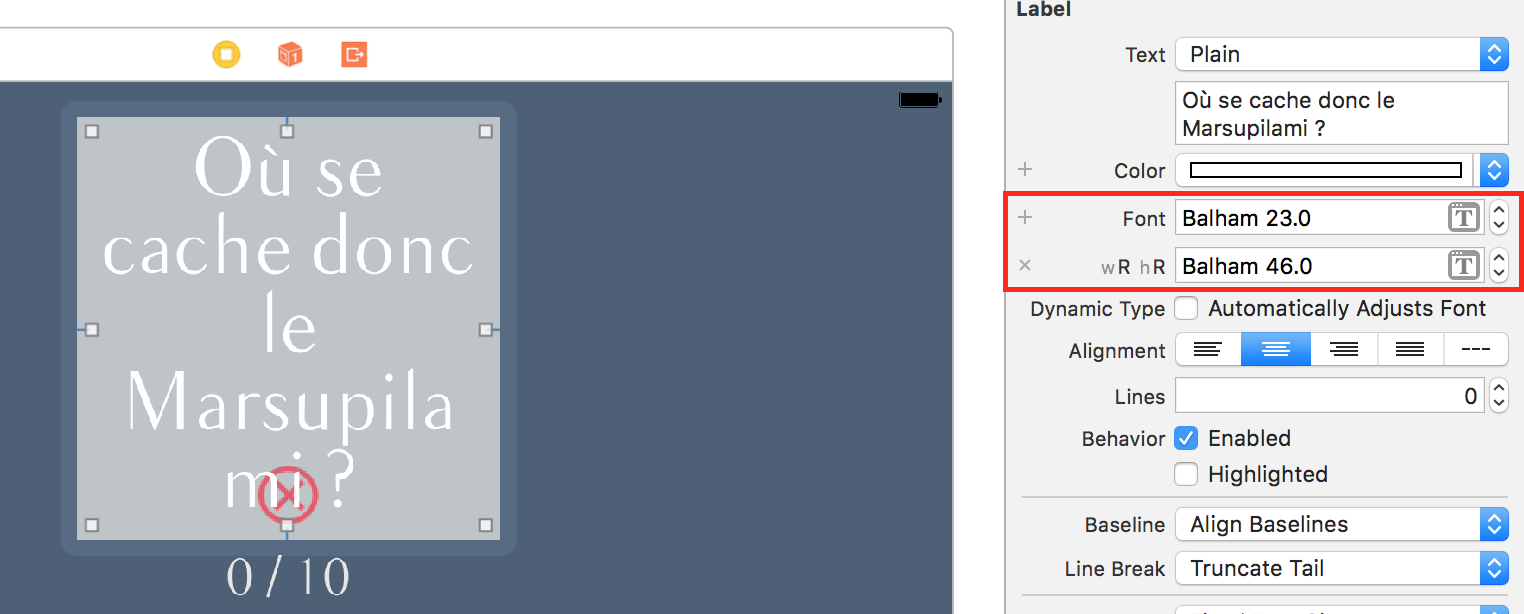 Où se
cache donc
le
Marsupila
mi ?
0 / 10
Label
Text Plain
Où se cache donc le
Marsupilami ?
+ Color
+ Font Balham 23.0 T
× wR hR Balham 46.0 T
Dynamic Type Automatically Adjusts Font
Alignment
Lines 0
Behavior Enabled
Highlighted
Baseline Align Baselines
Line Break Truncate Tail